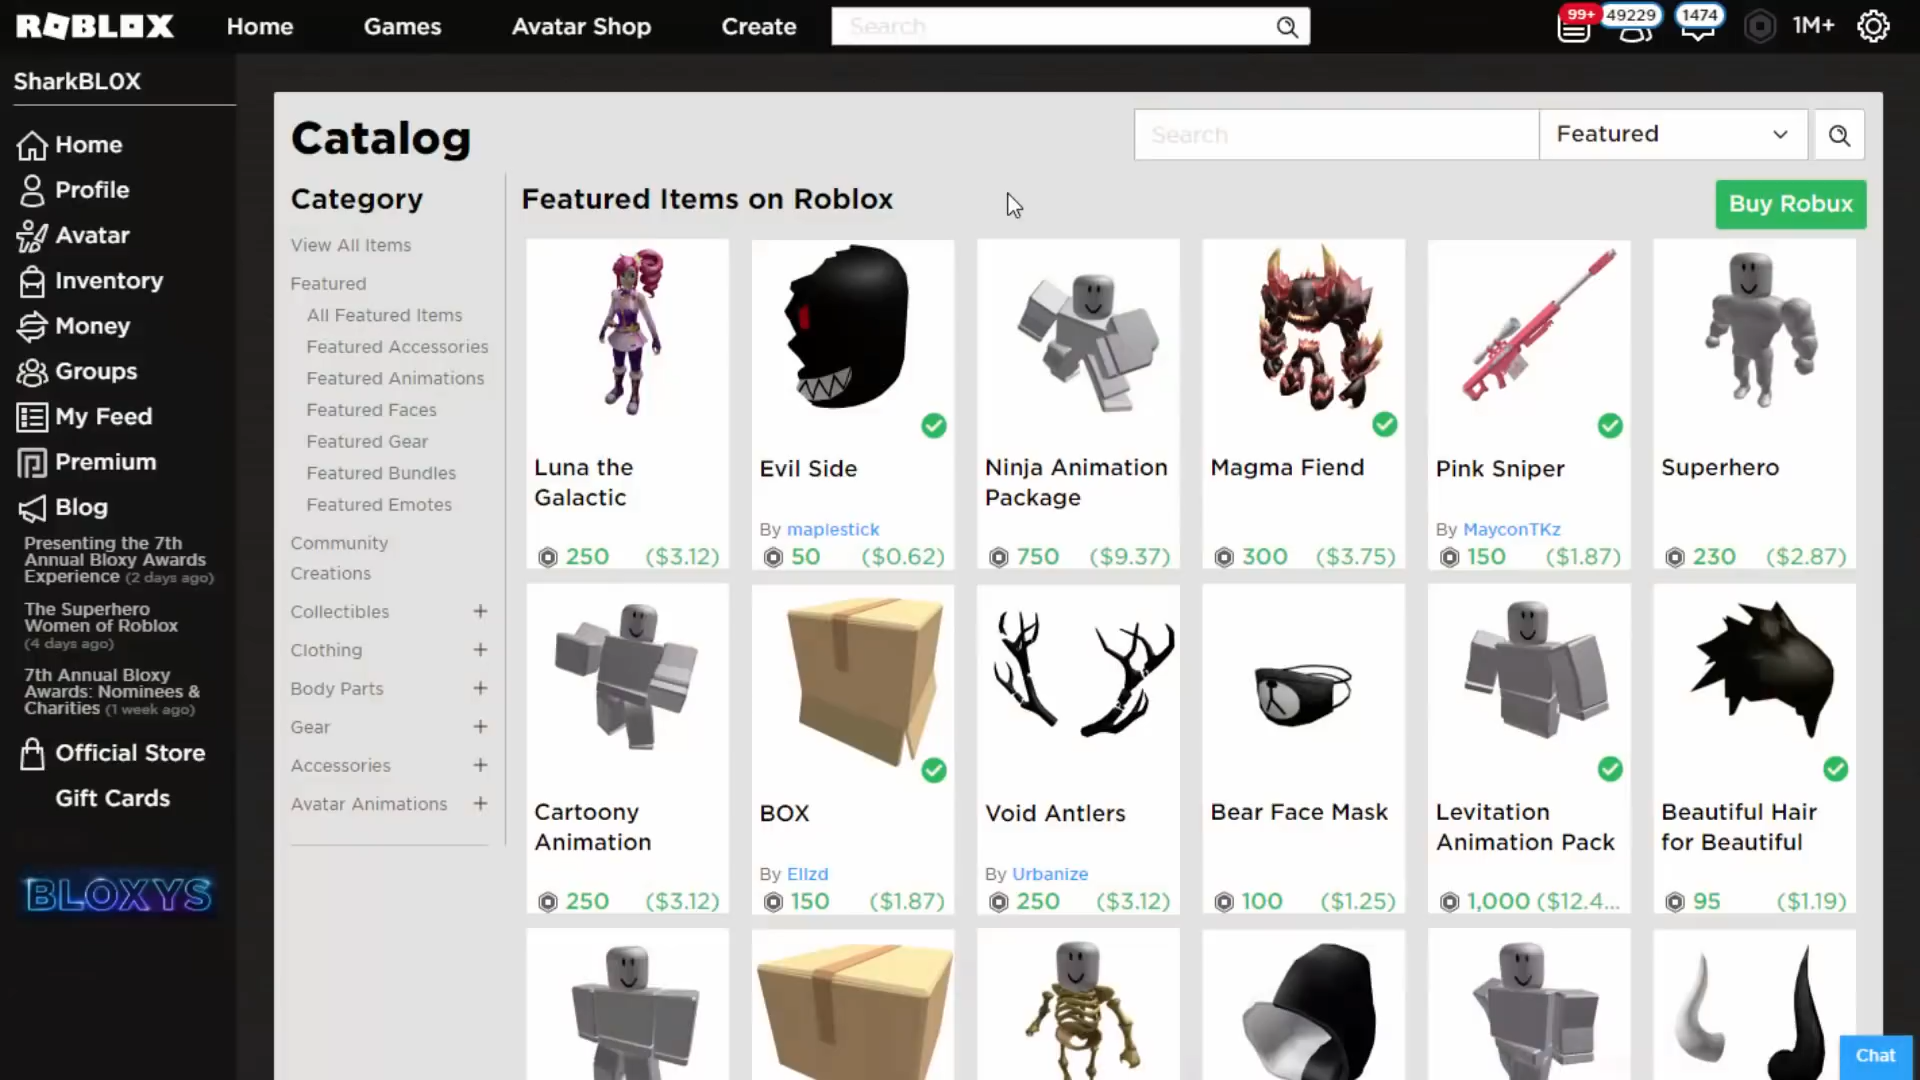 ROBLOX Home Games Avatar Shop Create Search 99+ 49229 1474 1M+
SharkBLOX
Home
Profile
Avatar
Inventory
Money
Groups
My Feed
Premium
Blog
Presenting the 7th
Annual Bloxy Awards
Experience (2 days ago)
The Superhero
Women of Roblox
(4 days ago)
7th Annual Bloxy
Awards: Nominees &
Charities (1 week ago)
Official Store
Gift Cards
BLOXYS
Catalog
Search Featured
Category
View All Items
Featured
All Featured Items
Featured Accessories
Featured Animations
Featured Faces
Featured Gear
Featured Bundles
Featured Emotes
Community
Creations
Collectibles +
Clothing +
Body Parts +
Gear +
Accessories +
Avatar Animations +
Featured Items on Roblox
Buy Robux
Luna the
Galactic
250 ($3.12)
Evil Side
By maplestick
50 ($0.62)
Ninja Animation
Package
750 ($9.37)
Magma Fiend
300 ($3.75)
Pink Sniper
By MayconTKz
150 ($1.87)
Superhero
230 ($2.87)
Cartoony
Animation
250 ($3.12)
BOX
By Ellzd
150 ($1.87)
Void Antlers
By Urbanize
250 ($3.12)
Bear Face Mask
100 ($1.25)
Levitation
Animation Pack
1,000 ($12.4...
Beautiful Hair
for Beautiful
95 ($1.19)
Chat